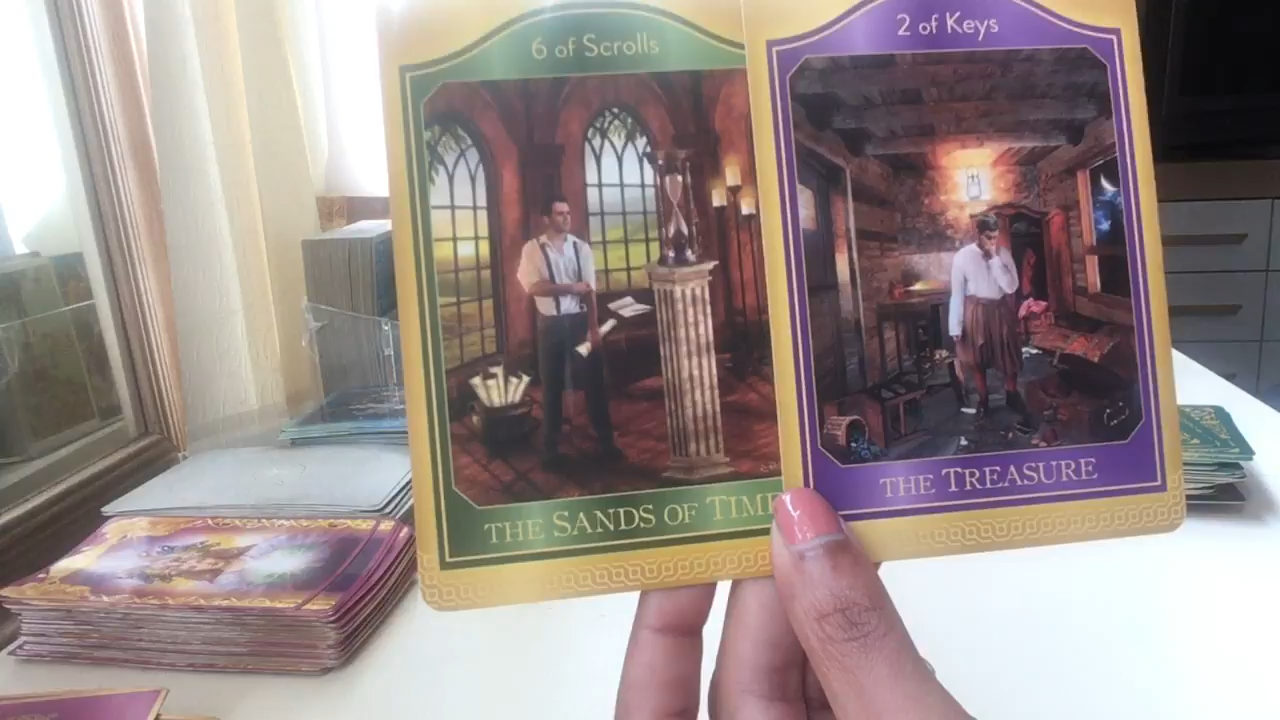 6 of Scrolls
THE SANDS OF TIME
2 of Keys
THE TREASURE